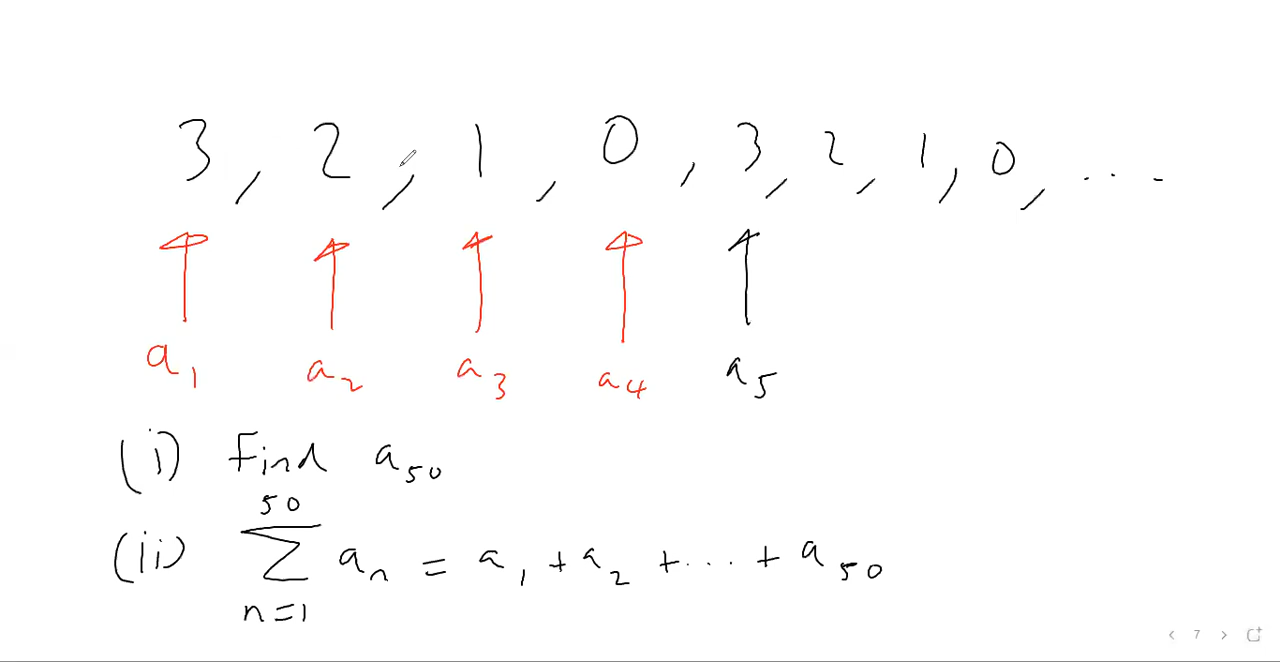 3, 2, 1, 0, 3, 2, 1, 0, ...
a₁ a₂ a₃ a₄ a₅
(i) Find a₅₀
(ii) ∑_{n=1}^{50} aₙ = a₁ + a₂ + ... + a₅₀
7